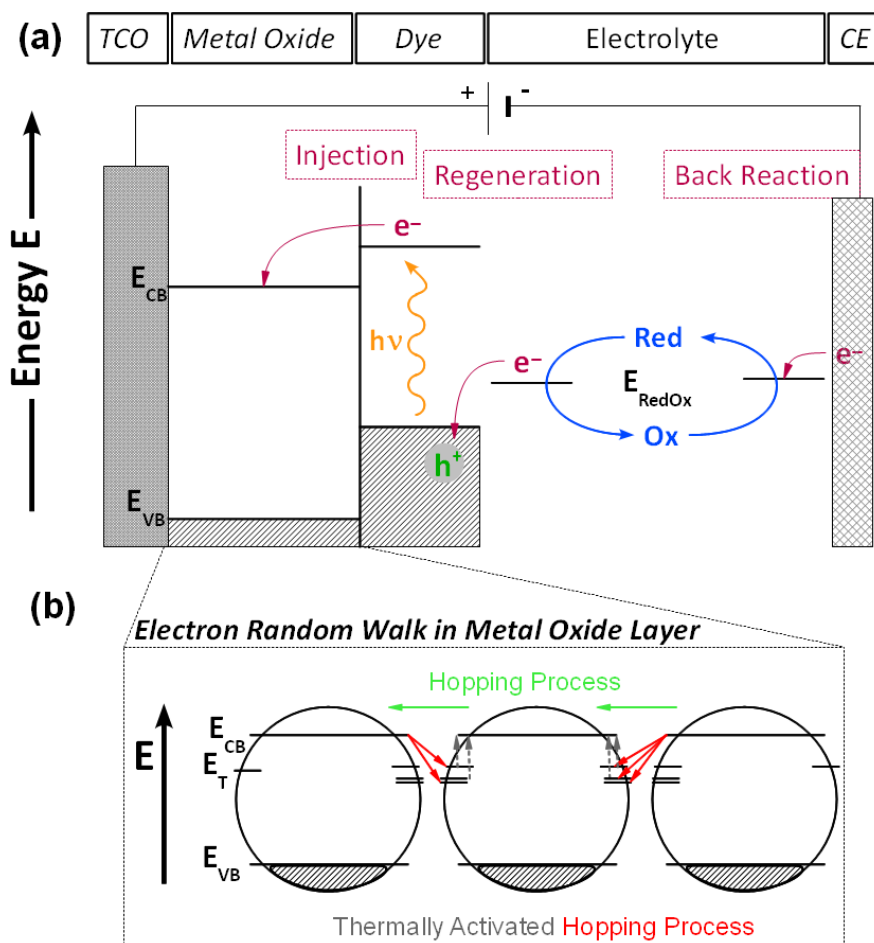 (a)
TCO
Metal Oxide
Dye
Electrolyte
CE
+
-
Injection
Regeneration
Back Reaction
Energy E
e⁻
E_CB
hν
Red
e⁻
e⁻
E_RedOx
Ox
h⁺
E_VB
(b)
Electron Random Walk in Metal Oxide Layer
Hopping Process
E
E_CB
E_T
E_VB
Thermally Activated Hopping Process